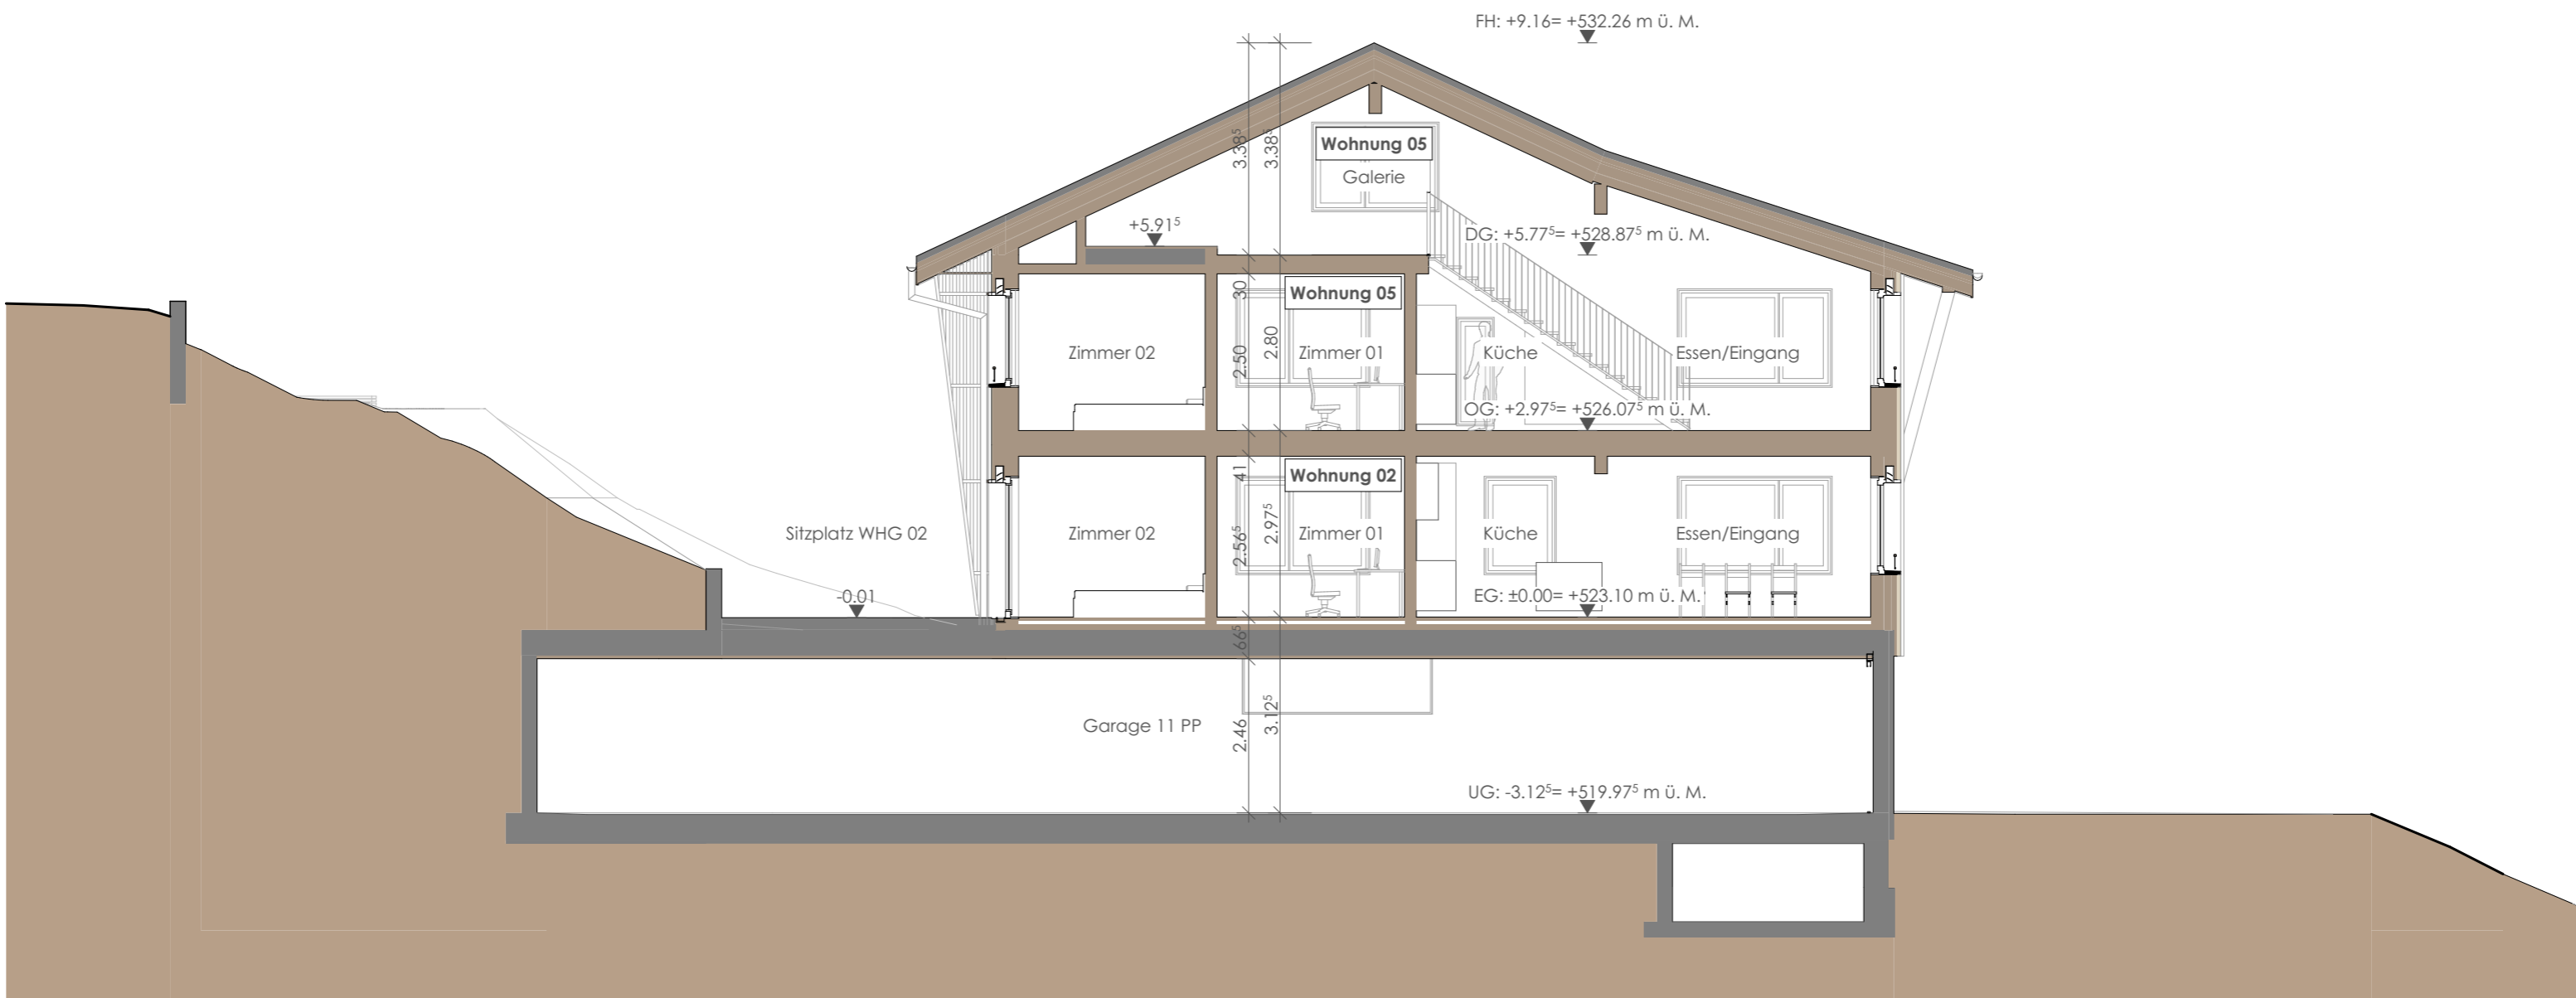 FH: +9.16= +532.26 m ü. M.
3.38⁵
3.38⁵
Wohnung 05
Galerie
+5.91⁵
DG: +5.77⁵= +528.87⁵ m ü. M.
30
Wohnung 05
2.50
2.80
Zimmer 02
Zimmer 01
Küche
Essen/Eingang
OG: +2.97⁵= +526.07⁵ m ü. M.
41
Wohnung 02
2.56⁵
2.97⁵
Sitzplatz WHG 02
Zimmer 02
Zimmer 01
Küche
Essen/Eingang
-0.01
EG: ±0.00= +523.10 m ü. M.
66⁵
Garage 11 PP
2.46
3.12⁵
UG: -3.12⁵= +519.97⁵ m ü. M.